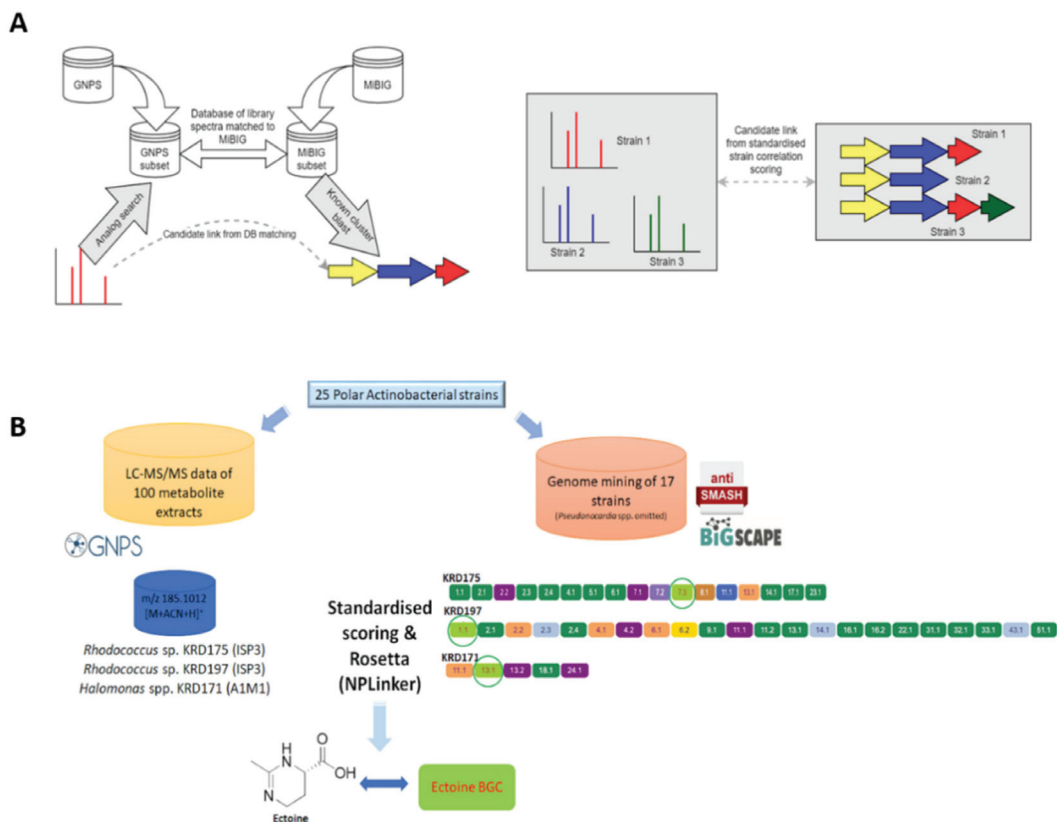 A
GNPS
MIBIG
Database of library
spectra matched to
MIBIG
GNPS
subset
MIBIG
subset
Analog search
Known cluster
blast
Candidate link from DB matching
Strain 1
Strain 2
Strain 3
Candidate link
from standardised
strain correlation
scoring
Strain 1
Strain 2
Strain 3
B
25 Polar Actinobacterial strains
LC-MS/MS data of
100 metabolite
extracts
Genome mining of 17
strains
(Pseudonocardia spp. omitted)
anti
SMASH
BiGSCAPE
GNPS
m/z 185.1012
[M+ACN+H]⁺
Rhodococcus sp. KRD175 (ISP3)
Rhodococcus sp. KRD197 (ISP3)
Halomonas spp. KRD171 (A1M1)
Standardised
scoring &
Rosetta
(NPLinker)
KRD175
1.1 2.1 2.2 2.3 2.4 4.1 5.1 6.1 7.1 7.2 7.3 8.1 11.1 13.1 14.1 17.1 23.1
KRD197
1.1 2.1 2.2 2.3 2.4 4.1 4.2 6.1 6.2 9.1 11.1 11.2 13.1 14.1 16.1 16.2 22.1 31.1 32.1 33.1 43.1 51.1
KRD171
11.1 13.1 13.2 18.1 24.1
H
N
O
OH
N
Ectoine
Ectoine BGC